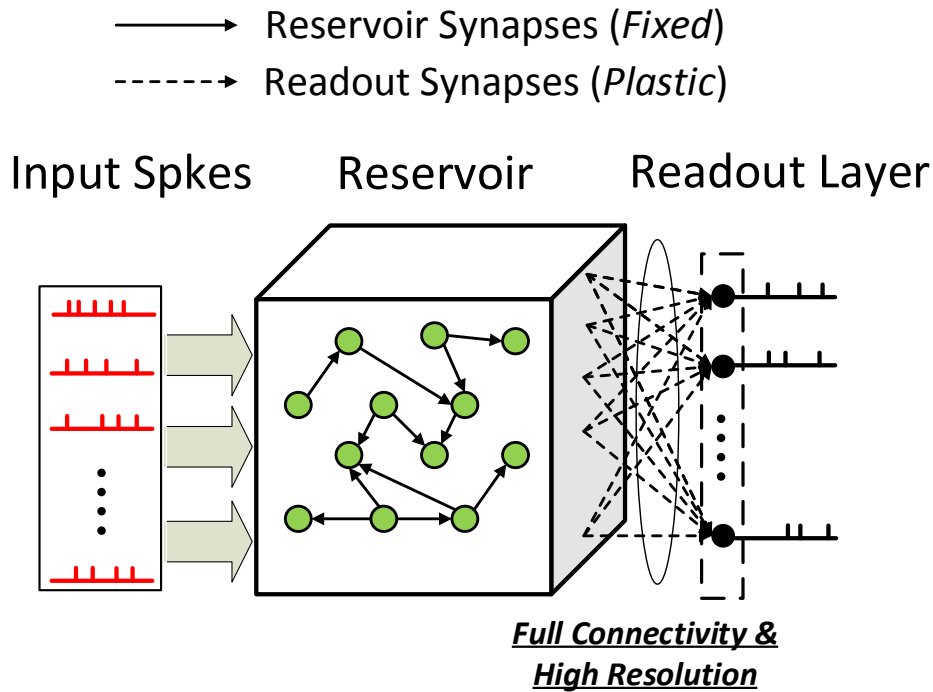 Reservoir Synapses (Fixed)
Readout Synapses (Plastic)
Input Spkes
Reservoir
Readout Layer
Full Connectivity &
High Resolution